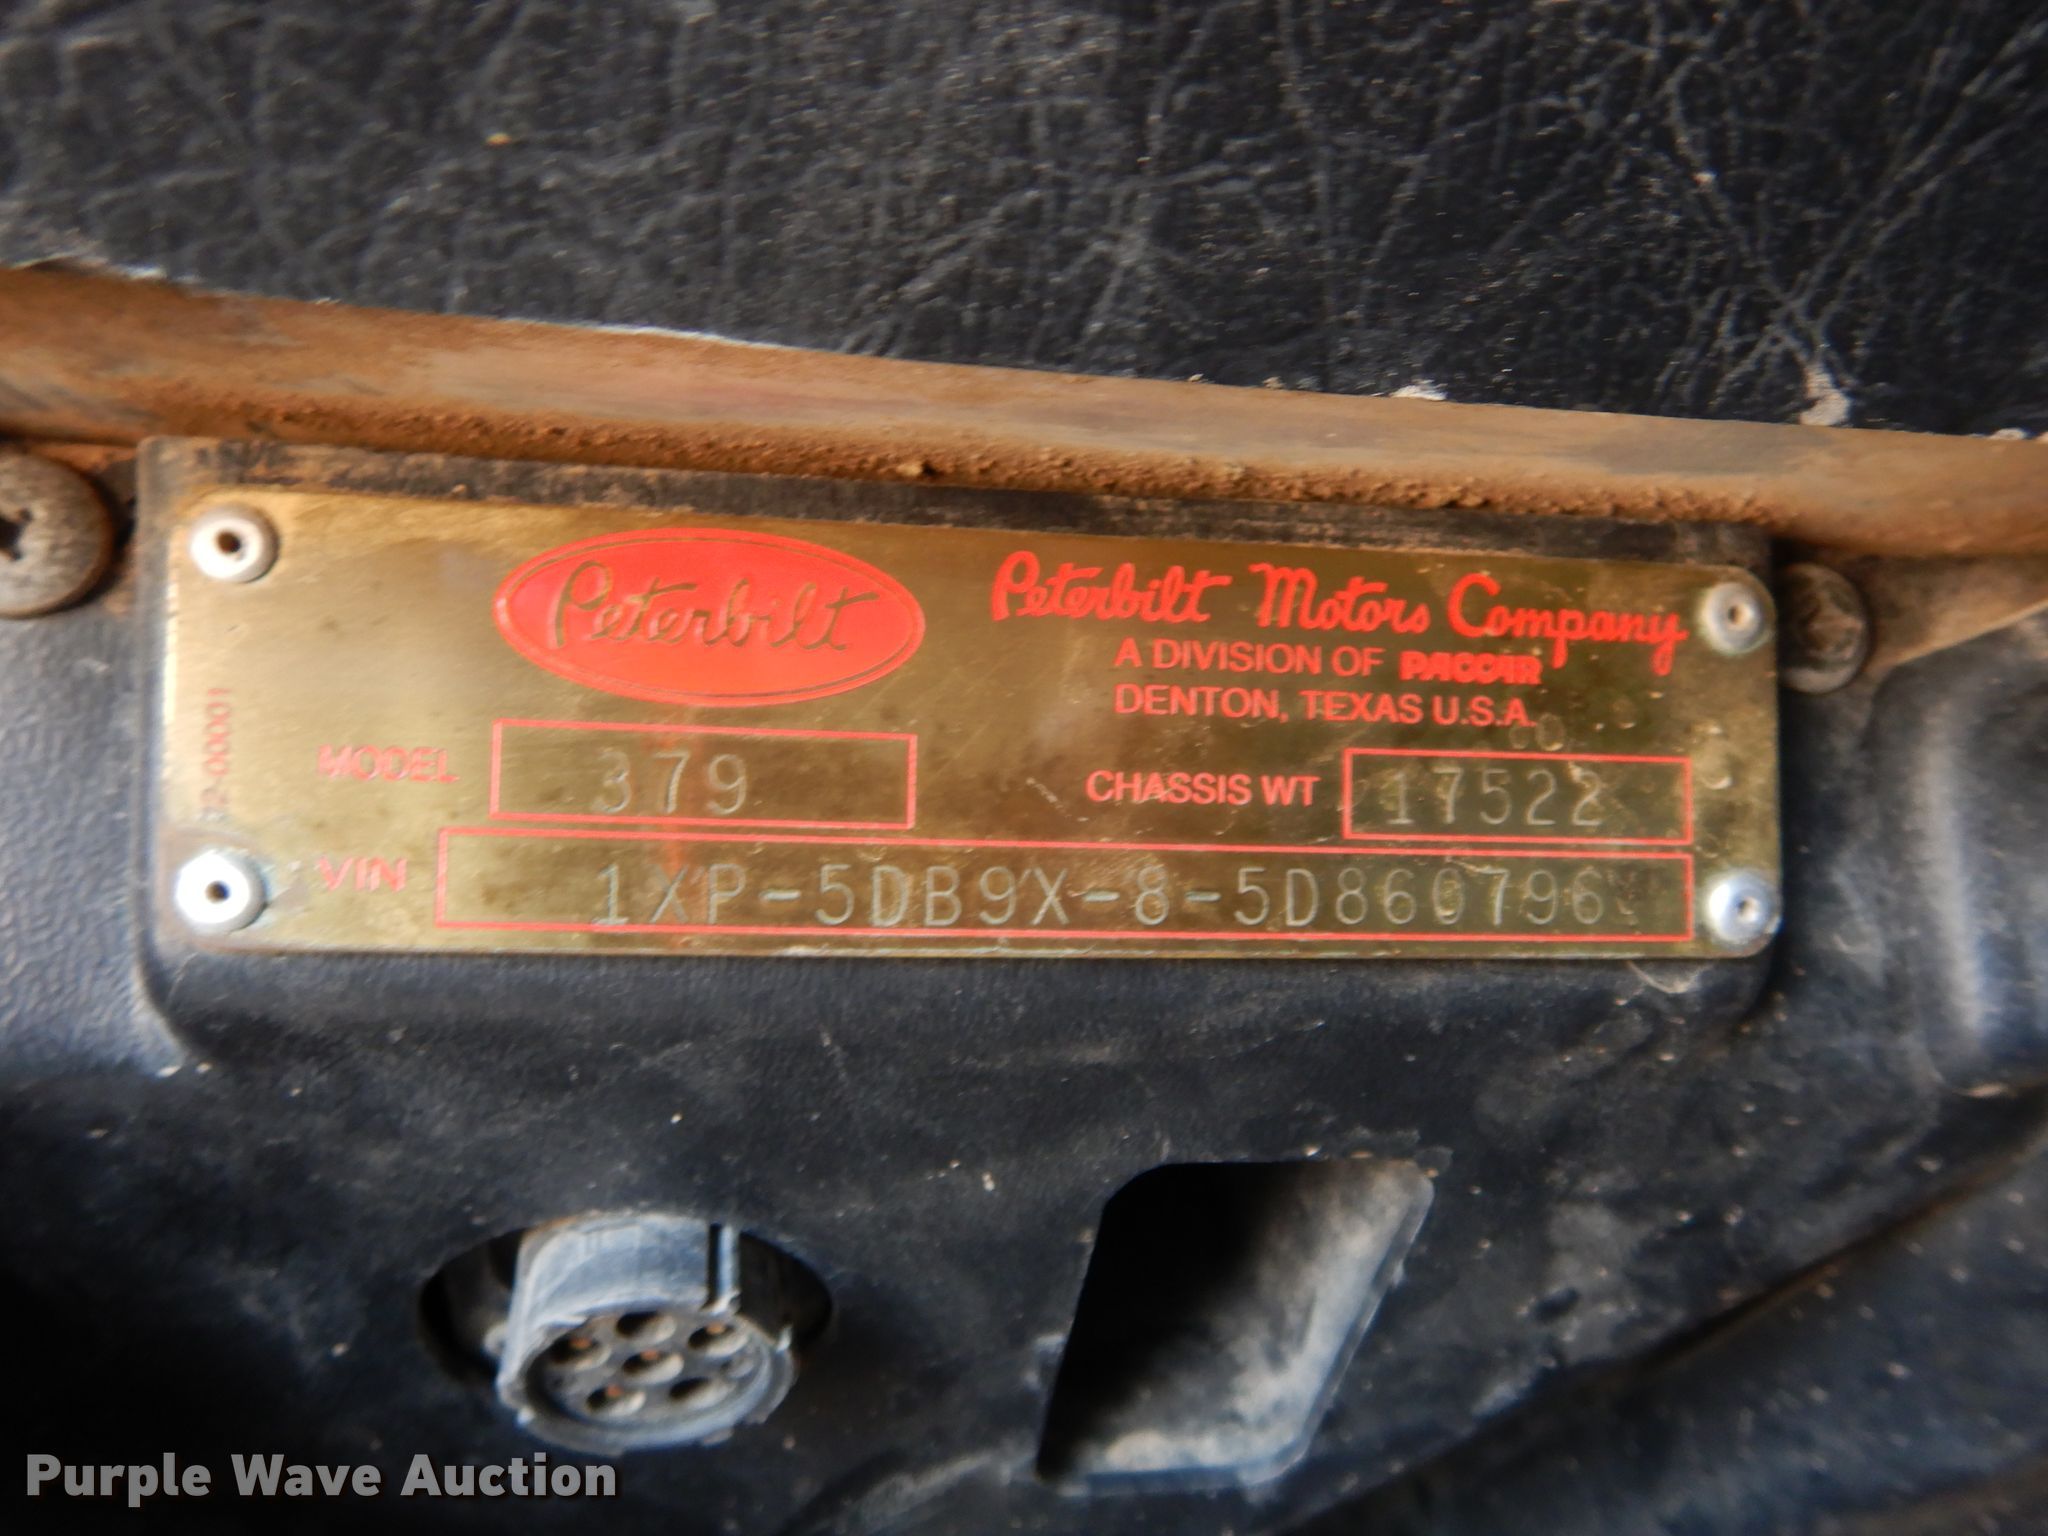 Peterbilt
Peterbilt Motors Company
A DIVISION OF PACCAR
DENTON, TEXAS U.S.A.
MODEL 379
CHASSIS WT 17522
VIN 1XP-5DB9X-8-5D860796
Purple Wave Auction